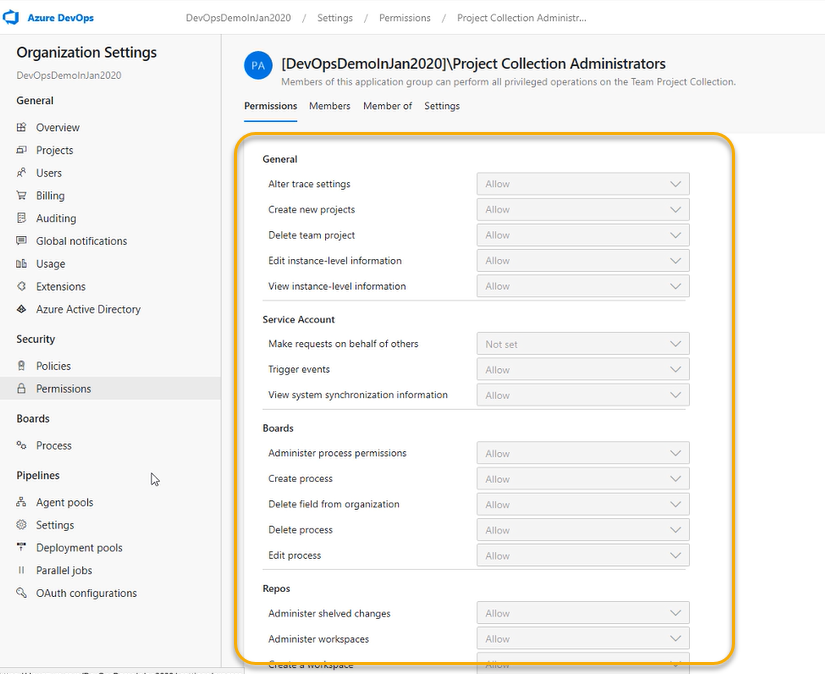 Azure DevOps
DevOpsDemoInJan2020 / Settings / Permissions / Project Collection Administr...
Organization Settings
DevOpsDemoInJan2020
General
Overview
Projects
Users
Billing
Auditing
Global notifications
Usage
Extensions
Azure Active Directory
Security
Policies
Permissions
Boards
Process
Pipelines
Agent pools
Settings
Deployment pools
Parallel jobs
OAuth configurations
PA
[DevOpsDemoInJan2020]\Project Collection Administrators
Members of this application group can perform all privileged operations on the Team Project Collection.
Permissions Members Member of Settings
General
Alter trace settings Allow
Create new projects Allow
Delete team project Allow
Edit instance-level information Allow
View instance-level information Allow
Service Account
Make requests on behalf of others Not set
Trigger events Allow
View system synchronization information Allow
Boards
Administer process permissions Allow
Create process Allow
Delete field from organization Allow
Delete process Allow
Edit process Allow
Repos
Administer shelved changes Allow
Administer workspaces Allow
Create a workspace Allow